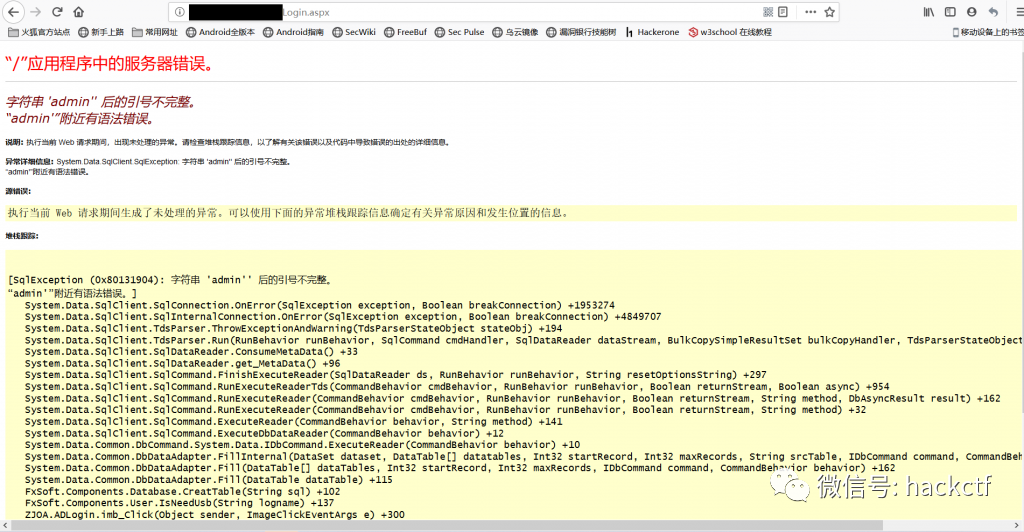 Login.aspx
火狐官方站点 新手上路 常用网址 Android全版本 Android指南 SecWiki FreeBuf Sec Pulse 乌云镜像 漏洞银行技能树 Hackerone w3school 在线教程 移动设备上的书签
“/”应用程序中的服务器错误。
字符串 'admin'' 后的引号不完整。
“admin'”附近有语法错误。
说明: 执行当前 Web 请求期间，出现未处理的异常。请检查堆栈跟踪信息，以了解有关该错误以及代码中导致错误的出处的详细信息。
异常详细信息: System.Data.SqlClient.SqlException: 字符串 'admin'' 后的引号不完整。
“admin'”附近有语法错误。
源错误:
执行当前 Web 请求期间生成了未处理的异常。可以使用下面的异常堆栈跟踪信息确定有关异常原因和发生位置的信息。
堆栈跟踪:
[SqlException (0x80131904): 字符串 'admin'' 后的引号不完整。
“admin'”附近有语法错误。]
System.Data.SqlClient.SqlConnection.OnError(SqlException exception, Boolean breakConnection) +1953274
System.Data.SqlClient.SqlInternalConnection.OnError(SqlException exception, Boolean breakConnection) +4849707
System.Data.SqlClient.TdsParser.ThrowExceptionAndWarning(TdsParserStateObject stateObj) +194
System.Data.SqlClient.TdsParser.Run(RunBehavior runBehavior, SqlCommand cmdHandler, SqlDataReader dataStream, BulkCopySimpleResultSet bulkCopyHandler, TdsParserStateObject
System.Data.SqlClient.SqlDataReader.ConsumeMetaData() +33
System.Data.SqlClient.SqlDataReader.get_MetaData() +96
System.Data.SqlClient.SqlCommand.FinishExecuteReader(SqlDataReader ds, RunBehavior runBehavior, String resetOptionsString) +297
System.Data.SqlClient.SqlCommand.RunExecuteReaderTds(CommandBehavior cmdBehavior, RunBehavior runBehavior, Boolean returnStream, Boolean async) +954
System.Data.SqlClient.SqlCommand.RunExecuteReader(CommandBehavior cmdBehavior, RunBehavior runBehavior, Boolean returnStream, String method, DbAsyncResult result) +162
System.Data.SqlClient.SqlCommand.RunExecuteReader(CommandBehavior cmdBehavior, RunBehavior runBehavior, Boolean returnStream, String method) +32
System.Data.SqlClient.SqlCommand.ExecuteReader(CommandBehavior behavior, String method) +141
System.Data.SqlClient.SqlCommand.ExecuteDbDataReader(CommandBehavior behavior) +12
System.Data.Common.DbCommand.System.Data.IDbCommand.ExecuteReader(CommandBehavior behavior) +10
System.Data.Common.DbDataAdapter.FillInternal(DataSet dataset, DataTable[] datatables, Int32 startRecord, Int32 maxRecords, String srcTable, IDbCommand command, CommandBeh
System.Data.Common.DbDataAdapter.Fill(DataTable[] dataTables, Int32 startRecord, Int32 maxRecords, IDbCommand command, CommandBehavior behavior) +162
System.Data.Common.DbDataAdapter.Fill(DataTable dataTable) +115
FxSoft.Components.Database.CreatTable(String sql) +102
FxSoft.Components.User.IsNeedUsb(String logname) +137
ZJOA.ADLogin.imb_Click(Object sender, ImageClickEventArgs e) +300
微信号: hackctf